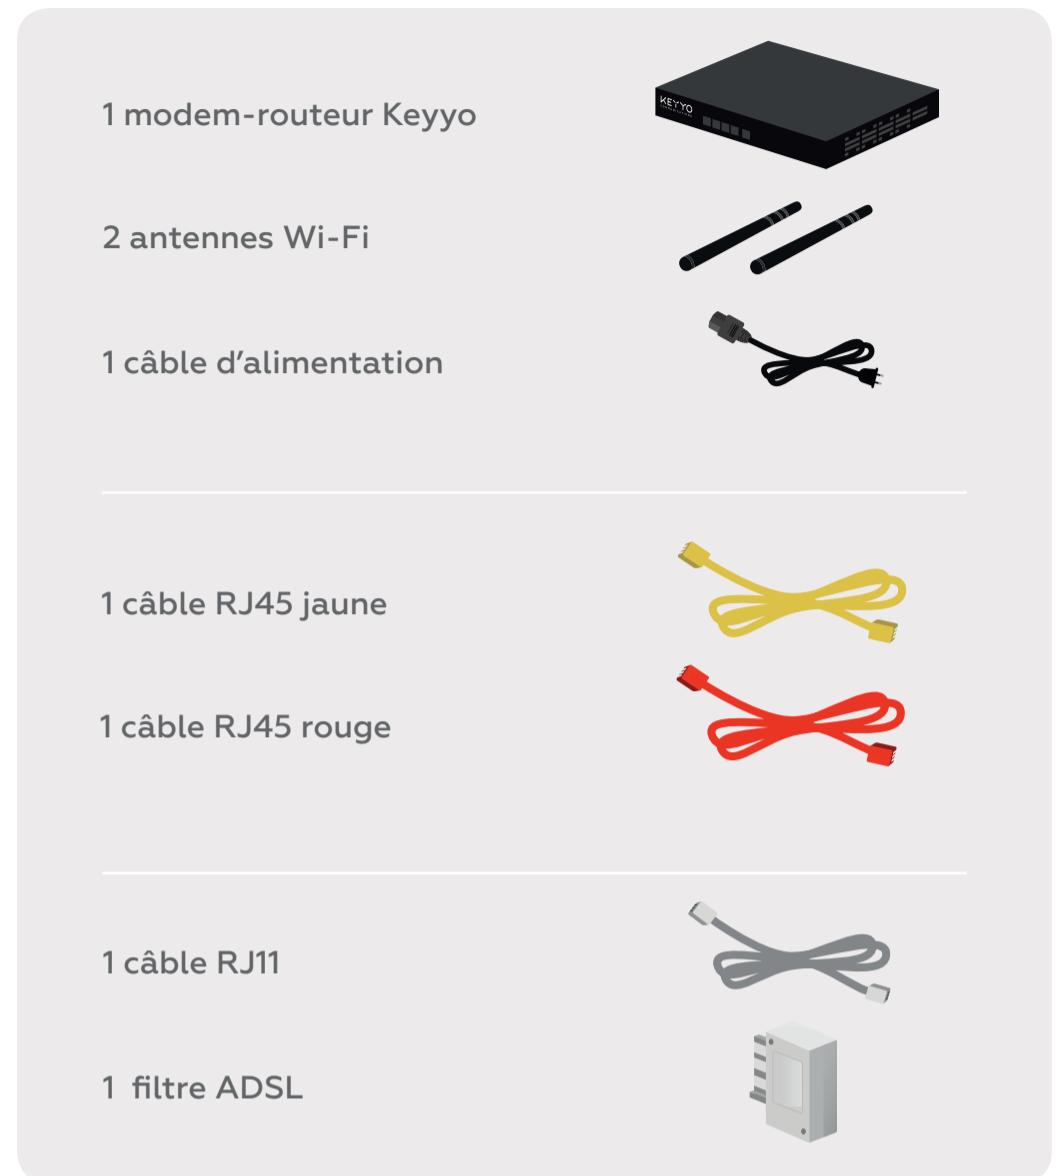 1 modem-routeur Keyyo
KEYYO
2 antennes Wi-Fi
1 câble d’alimentation
1 câble RJ45 jaune
1 câble RJ45 rouge
1 câble RJ11
1 filtre ADSL